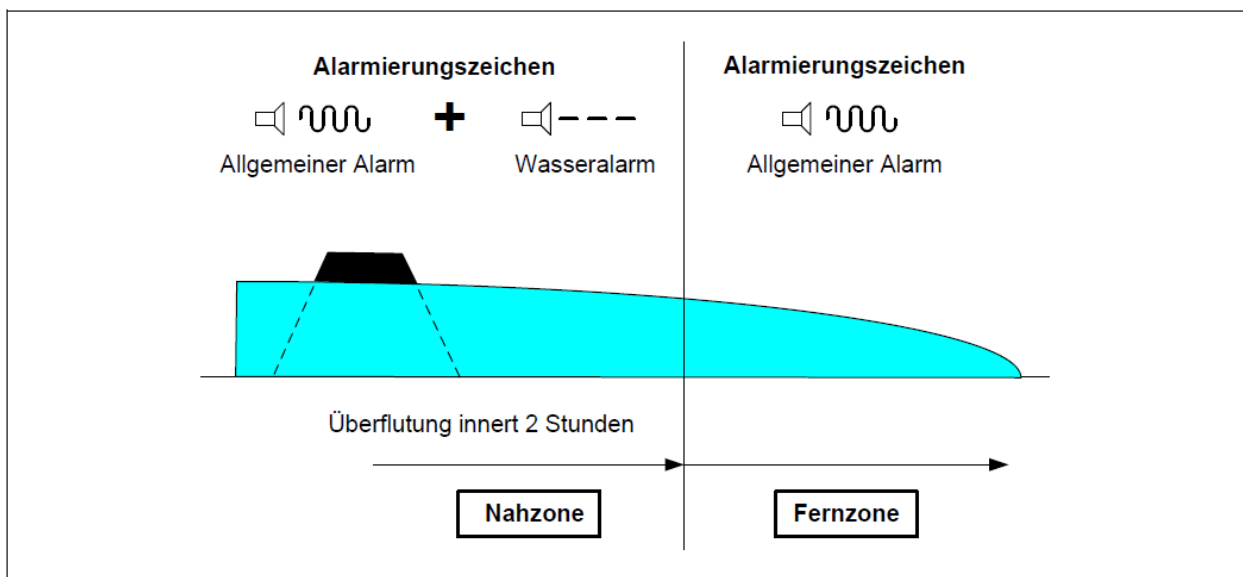 Alarmierungszeichen
Allgemeiner Alarm
Wasseralarm
Alarmierungszeichen
Allgemeiner Alarm
Überflutung innert 2 Stunden
Nahzone
Fernzone